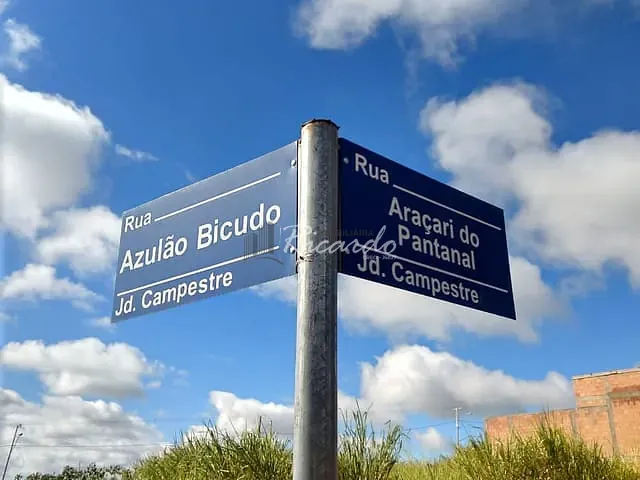 Rua
Azulão Bicudo
Jd. Campestre
Rua
Araçari do
Pantanal
Jd. Campestre
Ricardo